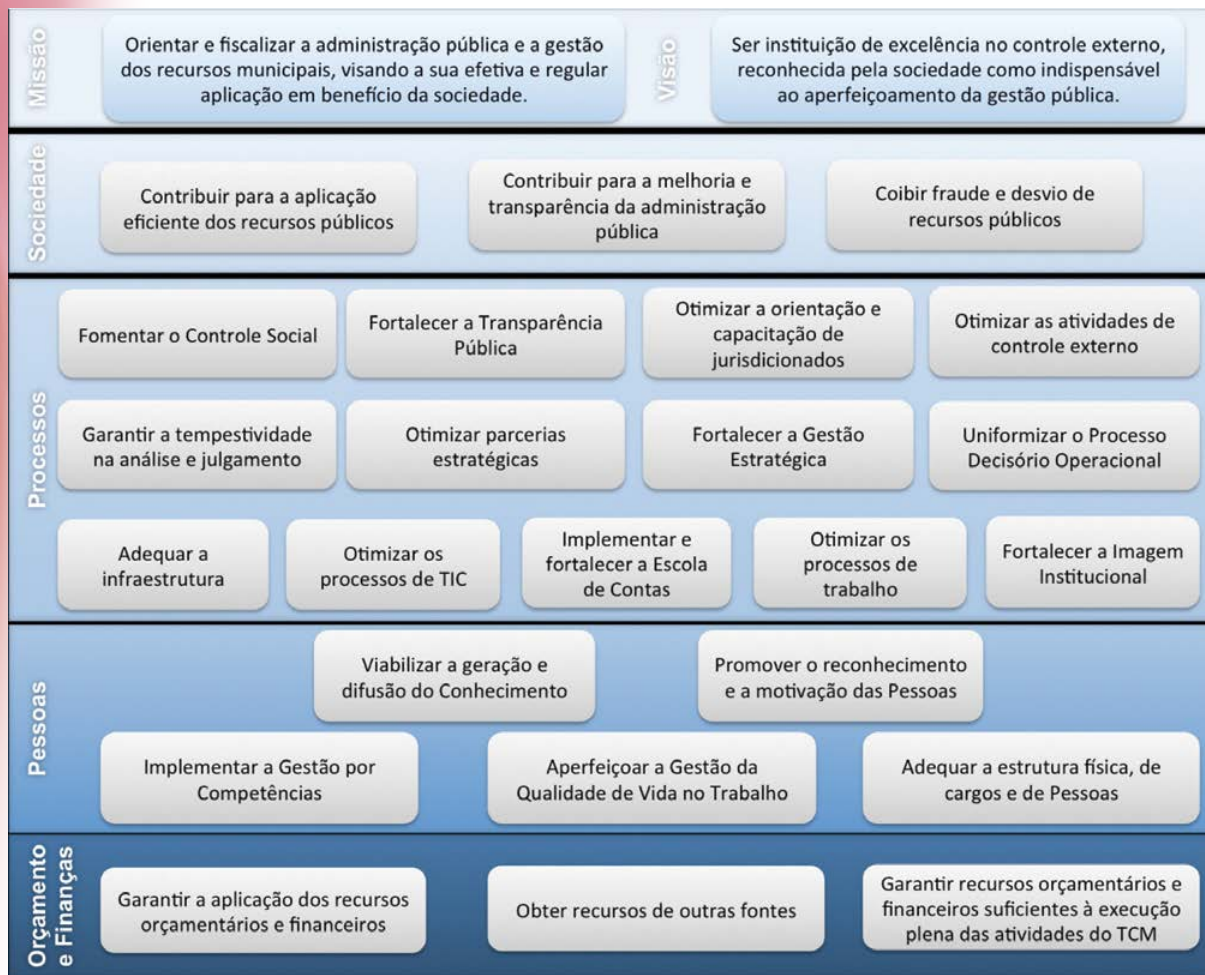 Missão
Orientar e fiscalizar a administração pública e a gestão
dos recursos municipais, visando a sua efetiva e regular
aplicação em benefício da sociedade.
Visão
Ser instituição de excelência no controle externo,
reconhecida pela sociedade como indispensável
ao aperfeiçoamento da gestão pública.
Sociedade
Contribuir para a aplicação
eficiente dos recursos públicos
Contribuir para a melhoria e
transparência da administração
pública
Coibir fraude e desvio de
recursos públicos
Processos
Fomentar o Controle Social
Fortalecer a Transparência
Pública
Otimizar a orientação e
capacitação de
jurisdicionados
Otimizar as atividades de
controle externo
Garantir a tempestividade
na análise e julgamento
Otimizar parcerias
estratégicas
Fortalecer a Gestão
Estratégica
Uniformizar o Processo
Decisório Operacional
Adequar a
infraestrutura
Otimizar os
processos de TIC
Implementar e
fortalecer a Escola
de Contas
Otimizar os
processos de
trabalho
Fortalecer a Imagem
Institucional
Pessoas
Viabilizar a geração e
difusão do Conhecimento
Promover o reconhecimento
e a motivação das Pessoas
Implementar a Gestão por
Competências
Aperfeiçoar a Gestão da
Qualidade de Vida no Trabalho
Adequar a estrutura física, de
cargos e de Pessoas
Orçamento
e Finanças
Garantir a aplicação dos recursos
orçamentários e financeiros
Obter recursos de outras fontes
Garantir recursos orçamentários e
financeiros suficientes à execução
plena das atividades do TCM